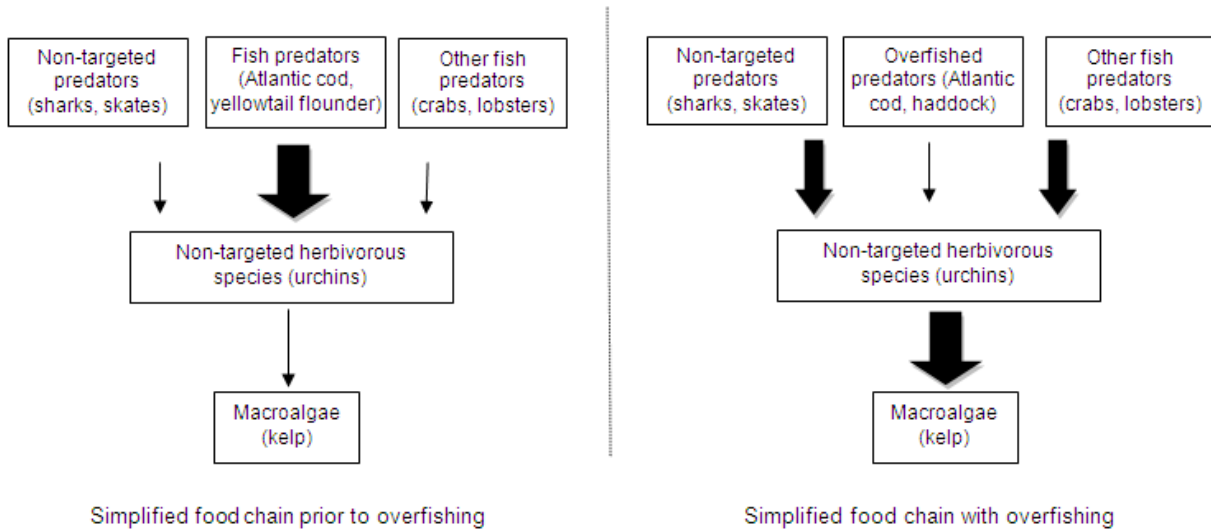 Non-targeted
predators
(sharks, skates)
Fish predators
(Atlantic cod,
yellowtail flounder)
Other fish
predators
(crabs, lobsters)
Non-targeted herbivorous
species (urchins)
Macroalgae
(kelp)
Simplified food chain prior to overfishing
Non-targeted
predators
(sharks, skates)
Overfished
predators (Atlantic
cod, haddock)
Other fish
predators
(crabs, lobsters)
Non-targeted herbivorous
species (urchins)
Macroalgae
(kelp)
Simplified food chain with overfishing